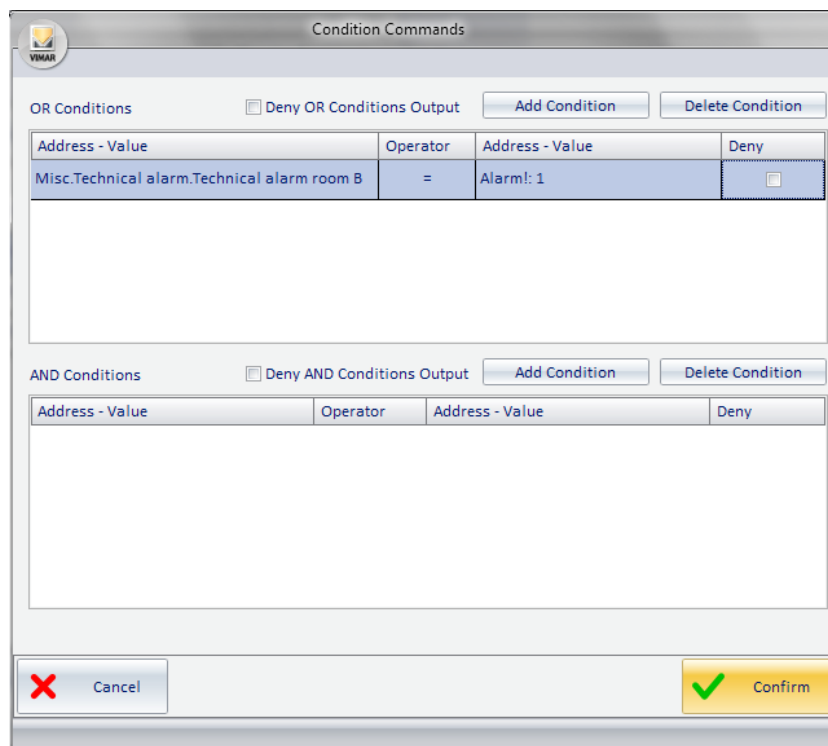 Condition Commands
VIMAR
OR Conditions Deny OR Conditions Output Add Condition Delete Condition
Address - Value Operator Address - Value Deny
Misc.Technical alarm.Technical alarm room B = Alarm!: 1
AND Conditions Deny AND Conditions Output Add Condition Delete Condition
Address - Value Operator Address - Value Deny
Cancel Confirm